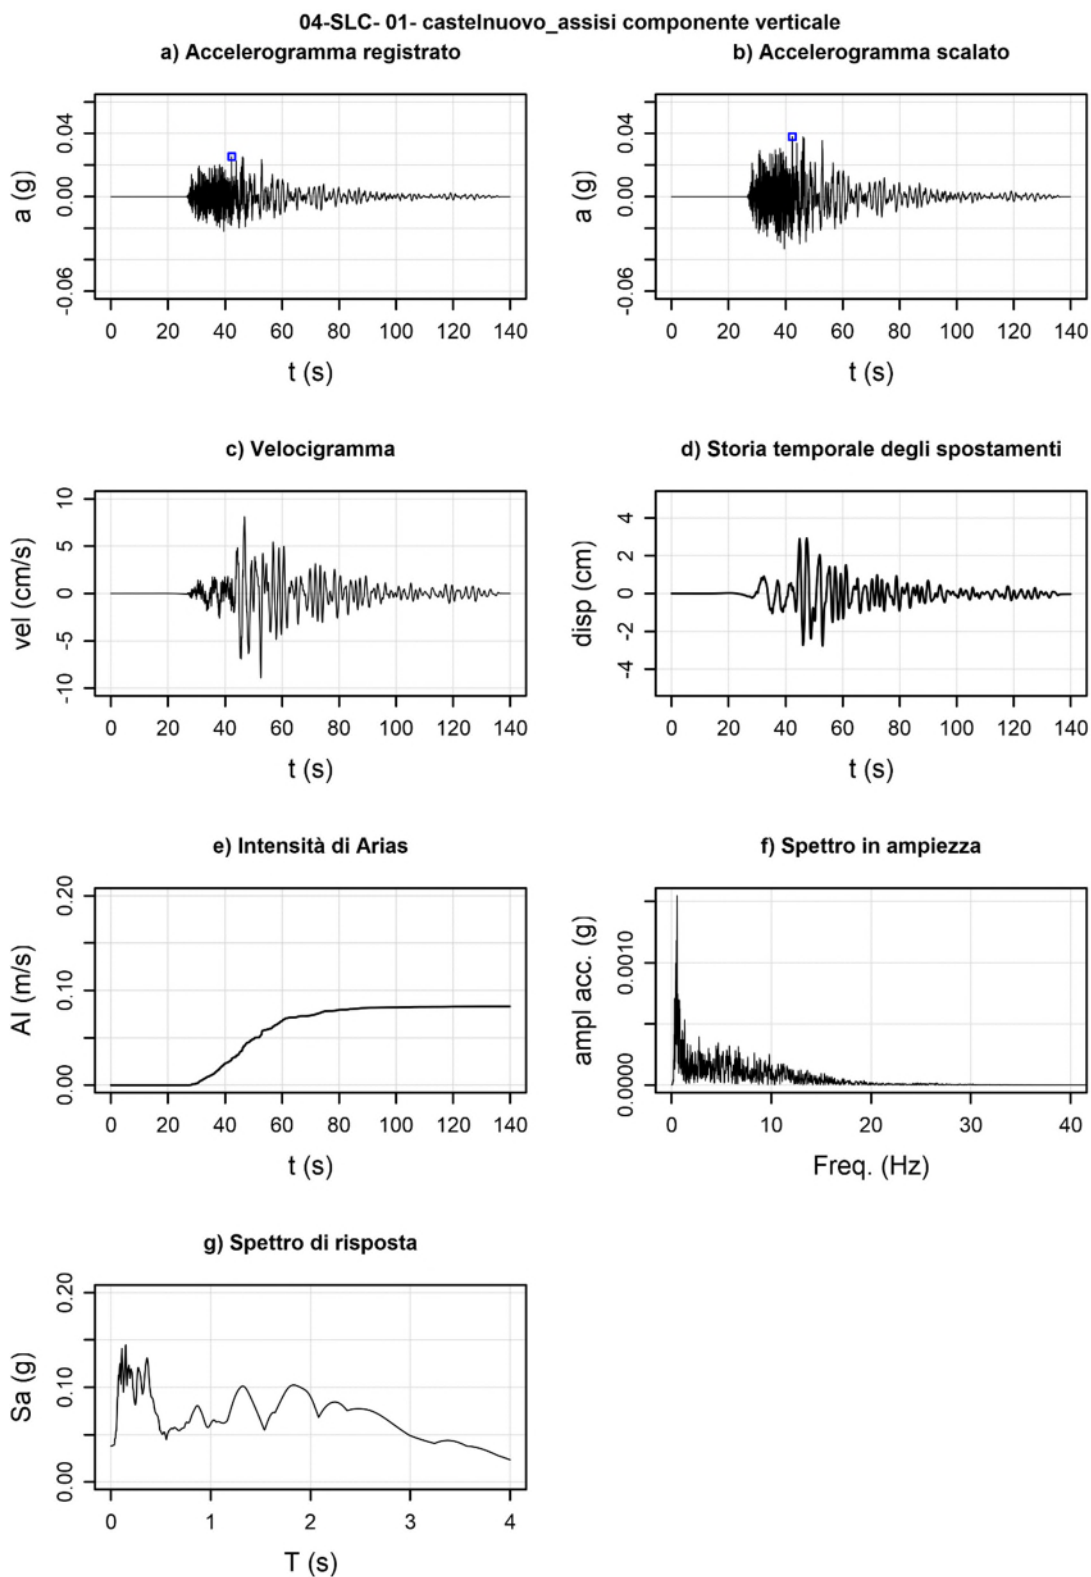 04-SLC- 01- castelnuovo_assisi componente verticale
a) Accelerogramma registrato
b) Accelerogramma scalato
a (g)
0.04
0.00
-0.06
0 20 40 60 80 100 120 140
t (s)
a (g)
0.04
0.00
-0.06
0 20 40 60 80 100 120 140
t (s)
c) Velocigramma
d) Storia temporale degli spostamenti
vel (cm/s)
10
5
0
-5
-10
0 20 40 60 80 100 120 140
t (s)
disp (cm)
4
2
0
-2
-4
0 20 40 60 80 100 120 140
t (s)
e) Intensità di Arias
f) Spettro in ampiezza
AI (m/s)
0.20
0.10
0.00
0 20 40 60 80 100 120 140
t (s)
ampl acc. (g)
0.0010
0.0000
0 10 20 30 40
Freq. (Hz)
g) Spettro di risposta
Sa (g)
0.20
0.10
0.00
0 1 2 3 4
T (s)